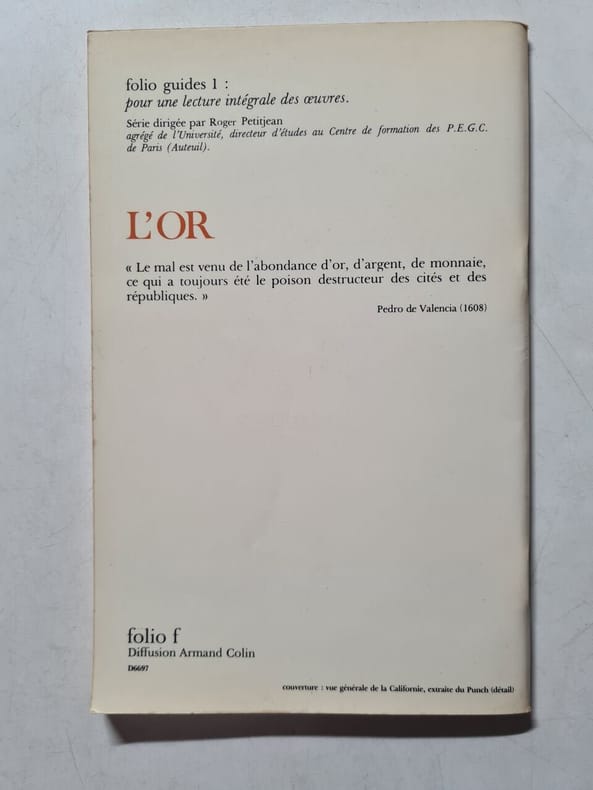 folio guides 1 :
pour une lecture intégrale des œuvres.
Série dirigée par Roger Petitjean
agrégé de l'Université, directeur d'études au Centre de formation des P.E.G.C.
de Paris (Auteuil).
L'OR
« Le mal est venu de l'abondance d'or, d'argent, de monnaie,
ce qui a toujours été le poison destructeur des cités et des
républiques. »
Pedro de Valencia (1608)
folio f
Diffusion Armand Colin
D6697
couverture : vue générale de la Californie, extraite du Punch (détail)